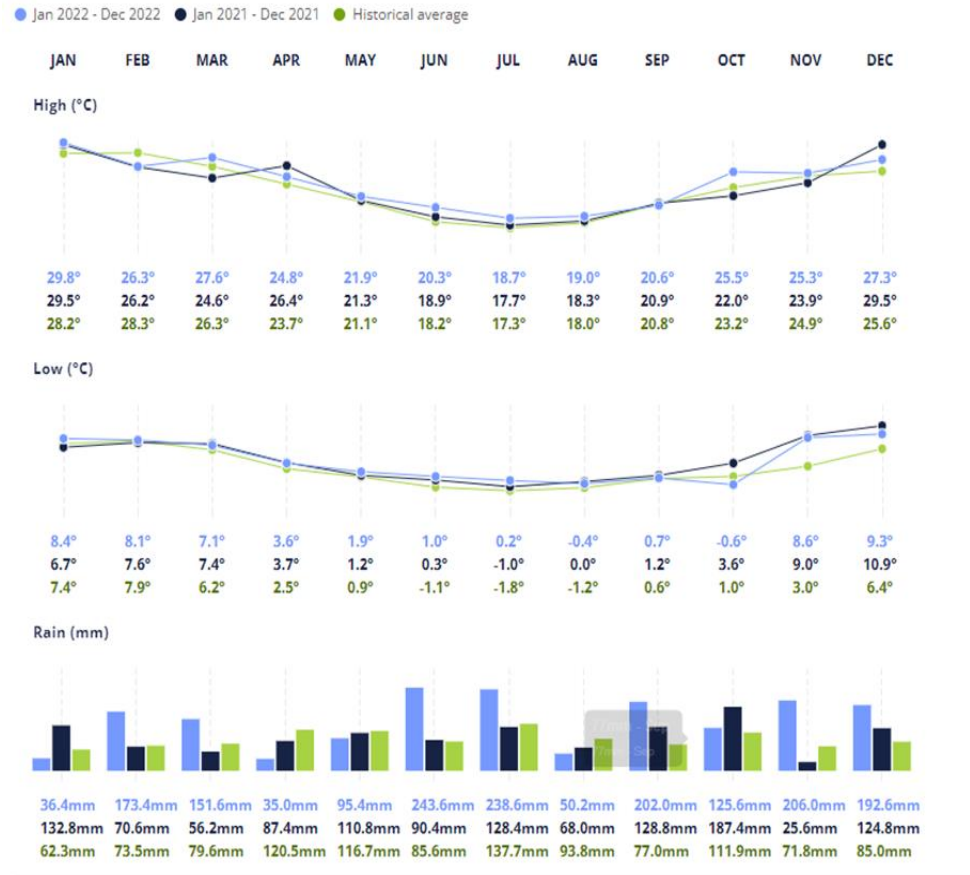 Jan 2022 - Dec 2022 Jan 2021 - Dec 2021 Historical average
JAN FEB MAR APR MAY JUN JUL AUG SEP OCT NOV DEC
High (°C)
29.8° 26.3° 27.6° 24.8° 21.9° 20.3° 18.7° 19.0° 20.6° 25.5° 25.3° 27.3°
29.5° 26.2° 24.6° 26.4° 21.3° 18.9° 17.7° 18.3° 20.9° 22.0° 23.9° 29.5°
28.2° 28.3° 26.3° 23.7° 21.1° 18.2° 17.3° 18.0° 20.8° 23.2° 24.9° 25.6°
Low (°C)
8.4° 8.1° 7.1° 3.6° 1.9° 1.0° 0.2° -0.4° 0.7° -0.6° 8.6° 9.3°
6.7° 7.6° 7.4° 3.7° 1.2° 0.3° -1.0° 0.0° 1.2° 3.6° 9.0° 10.9°
7.4° 7.9° 6.2° 2.5° 0.9° -1.1° -1.8° -1.2° 0.6° 1.0° 3.0° 6.4°
Rain (mm)
36.4mm 173.4mm 151.6mm 35.0mm 95.4mm 243.6mm 238.6mm 50.2mm 202.0mm 125.6mm 206.0mm 192.6mm
132.8mm 70.6mm 56.2mm 87.4mm 110.8mm 90.4mm 128.4mm 68.0mm 128.8mm 187.4mm 25.6mm 124.8mm
62.3mm 73.5mm 79.6mm 120.5mm 116.7mm 85.6mm 137.7mm 93.8mm 77.0mm 111.9mm 71.8mm 85.0mm